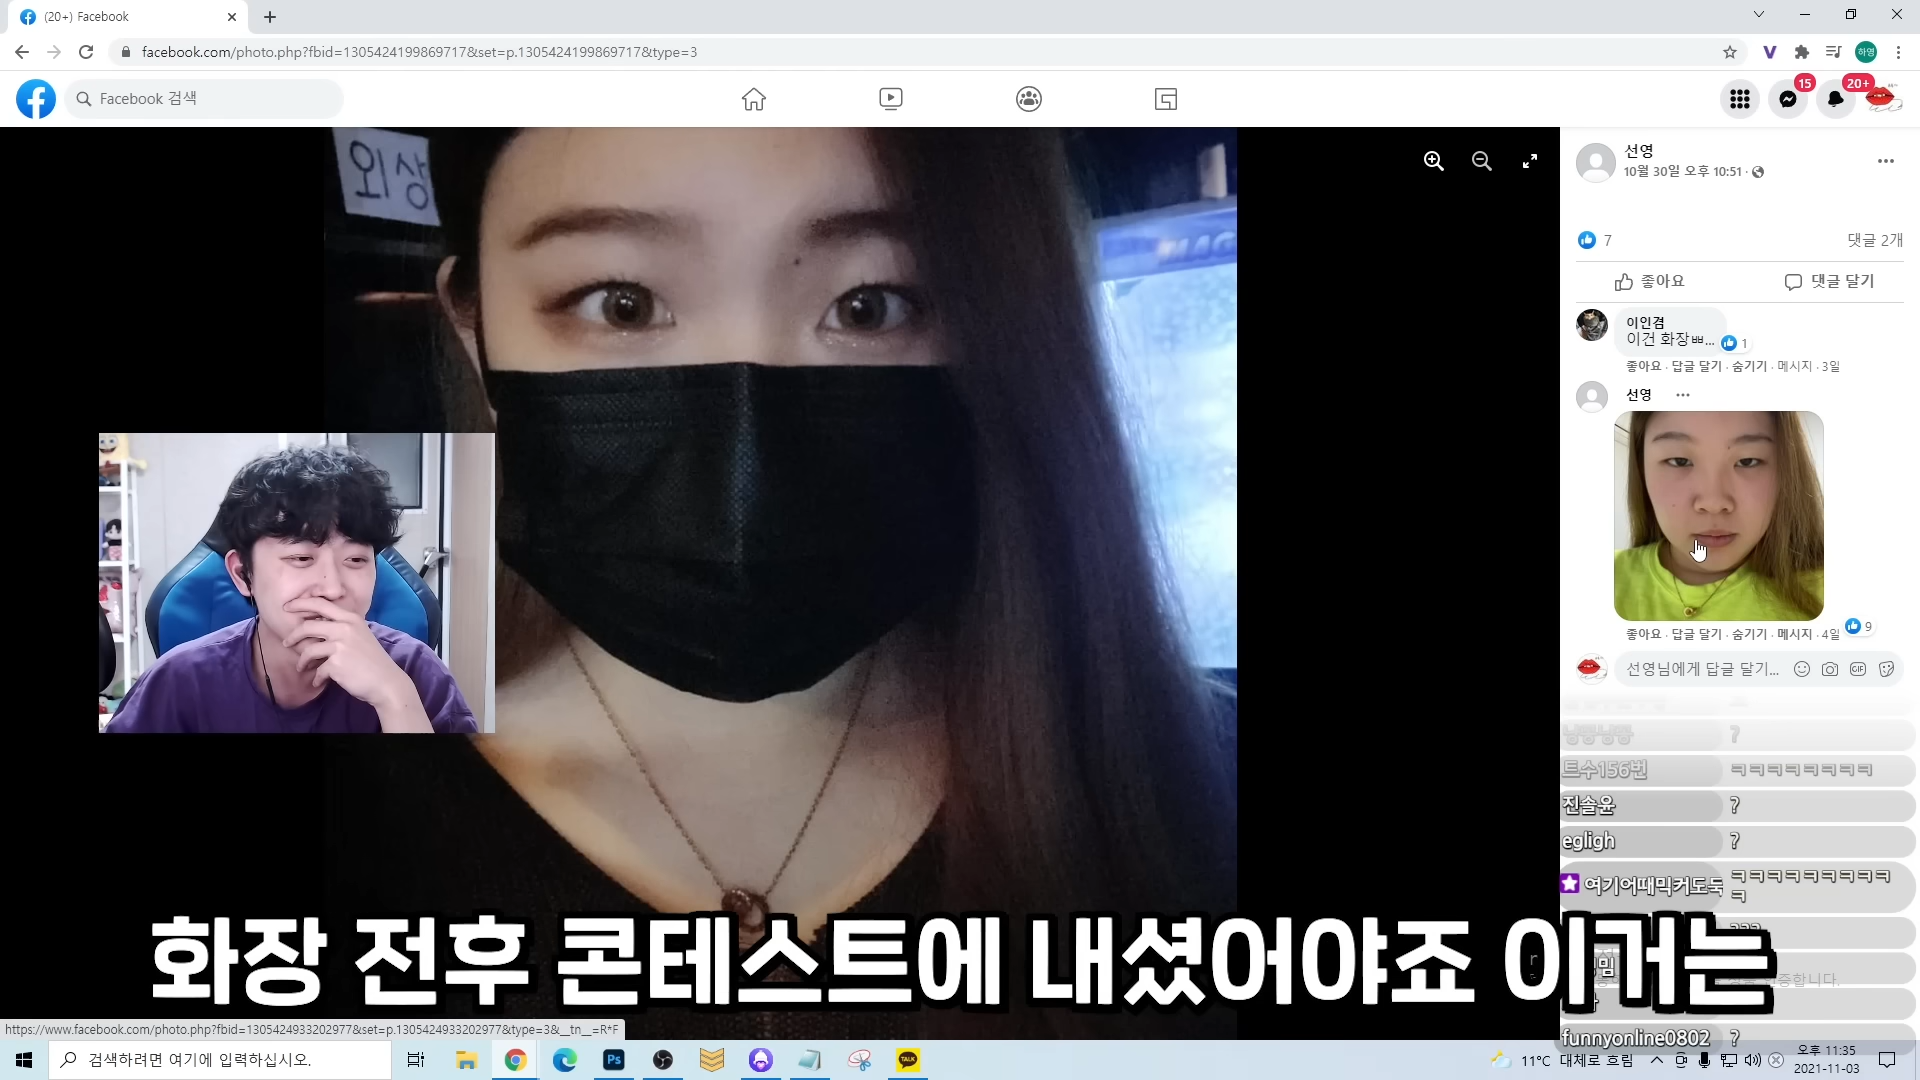 (20+) Facebook
facebook.com/photo.php?fbid=1305424199869717&set=p.1305424199869717&type=3
하영
Facebook 검색
15
20+
외상
선영
10월 30일 오후 10:51 ·
7
댓글 2개
좋아요
댓글 달기
이인겸
이건 화장ㅃ...
1
좋아요 · 답글 달기 · 숨기기 · 메시지 · 3일
선영
좋아요 · 답글 달기 · 숨기기 · 메시지 · 4일
9
선영님에게 답글 달기...
GIF
?
트수156번 ㅋㅋㅋㅋㅋㅋㅋㅋ
진솔윤 ?
egligh ?
여기어때믹커도둑 ㅋㅋㅋㅋㅋㅋㅋㅋㅋ
ㅋ
화장 전후 콘테스트에 내셨어야죠 이거는
funnyonline0802 ?
https://www.facebook.com/photo.php?fbid=1305424933202977&set=p.1305424933202977&type=3&__tn__=R*F
검색하려면 여기에 입력하십시오.
Ps
TALK
11°C 대체로 흐림
오후 11:35
2021-11-03